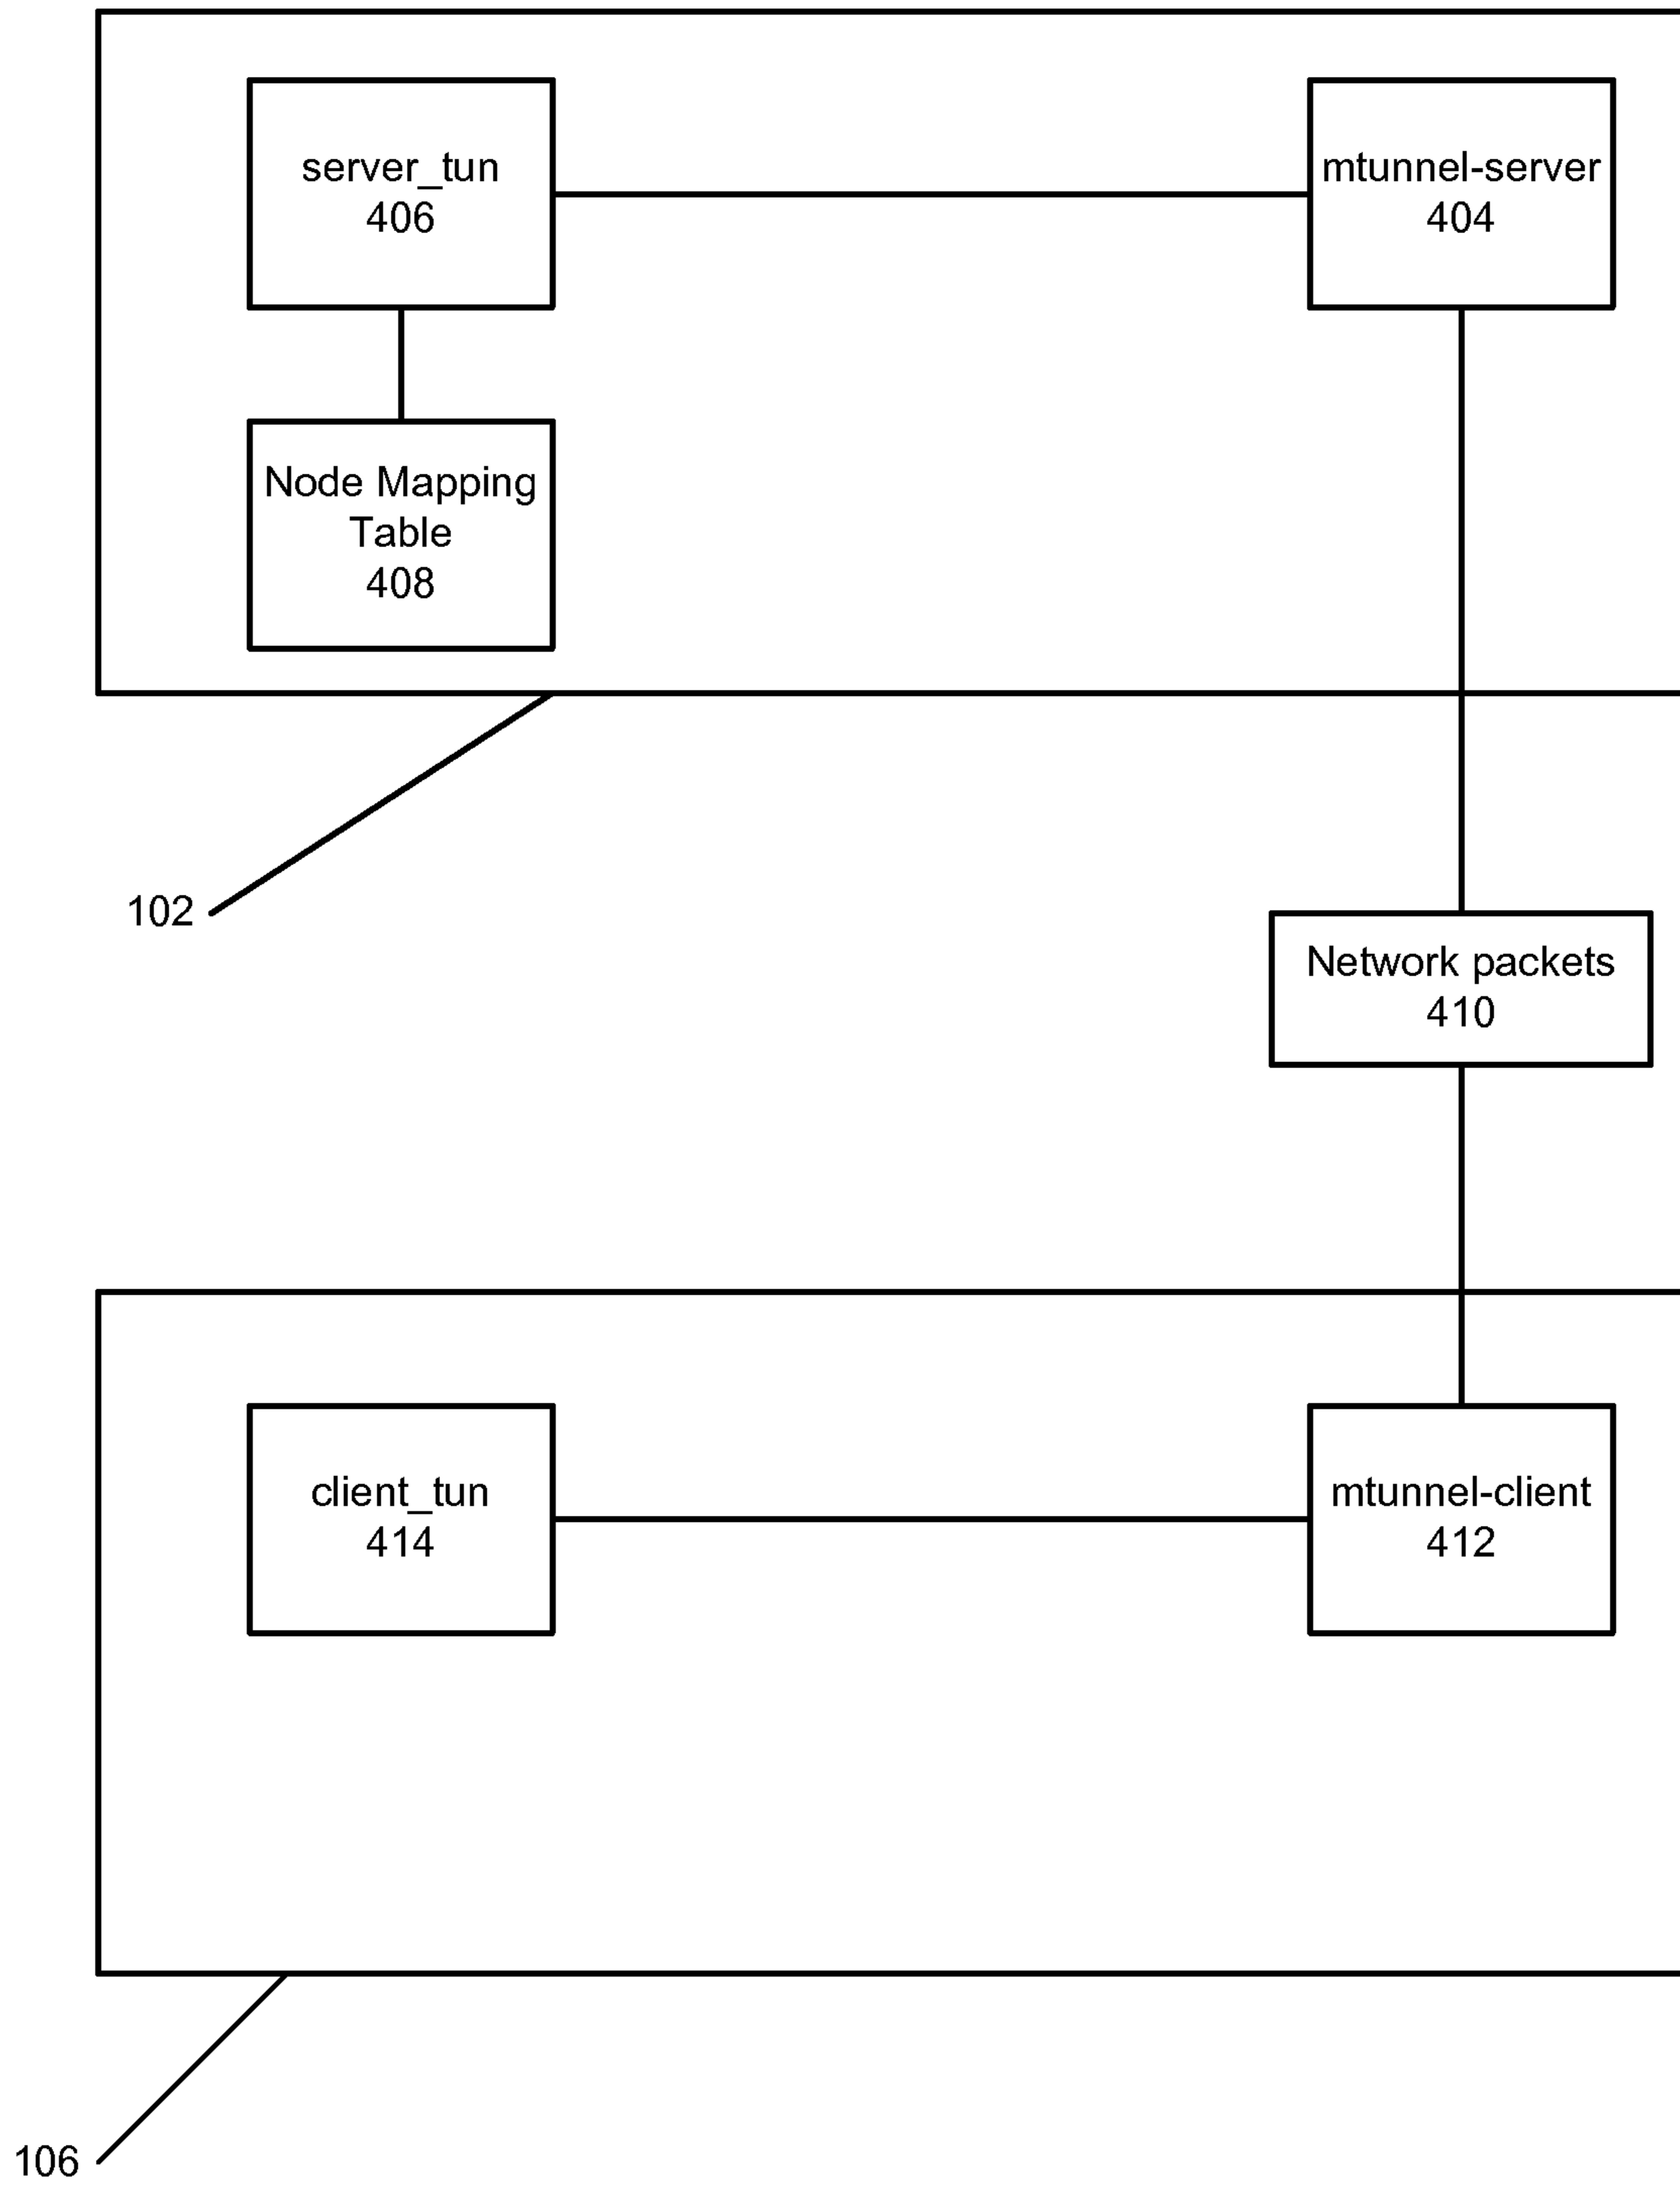 server_tun
406
mtunnel-server
404
Node Mapping
Table
408
102
Network packets
410
client_tun
414
mtunnel-client
412
106